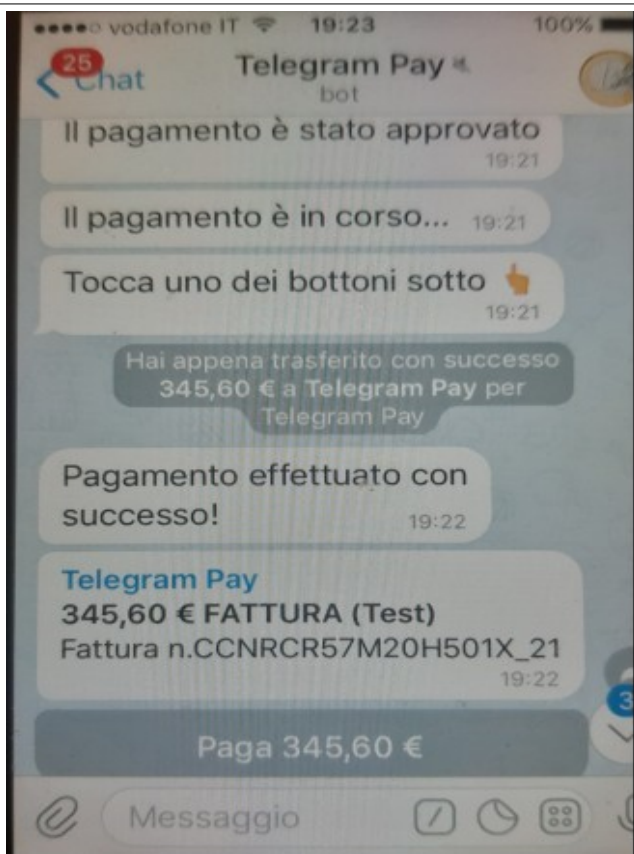 vodafone IT 19:23 100%
25
Chat
Telegram Pay
bot
Il pagamento è stato approvato
19:21
Il pagamento è in corso... 19:21
Tocca uno dei bottoni sotto 👆
19:21
Hai appena trasferito con successo
345,60 € a Telegram Pay per
Telegram Pay
Pagamento effettuato con
successo! 19:22
Telegram Pay
345,60 € FATTURA (Test)
Fattura n.CCNRCR57M20H501X_21
19:22
3
Paga 345,60 €
Messaggio